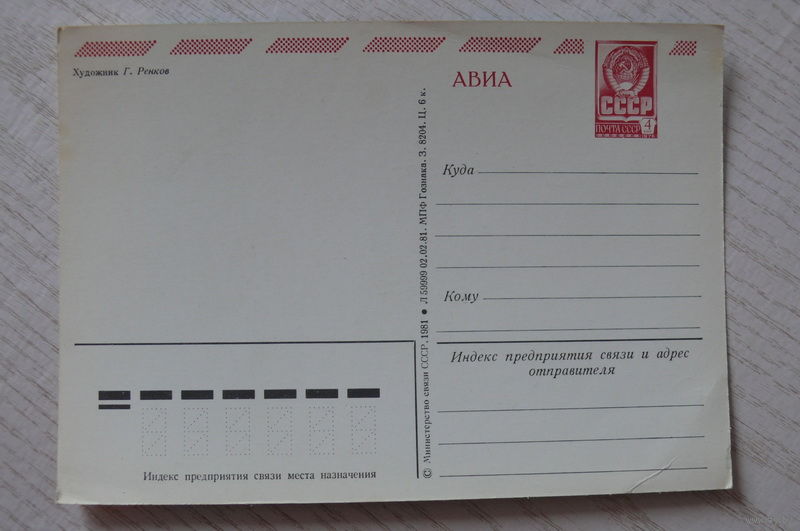 Художник Г. Ренков
АВИА
СССР
ПОЧТА СССР
4
Куда
Кому
Индекс предприятия связи и адрес
отправителя
Индекс предприятия связи места назначения
© Министерство связи СССР. 1981 ● Л 59999 02.02.81. МПФ Гознака. З. 8204. Ц. 6 к.